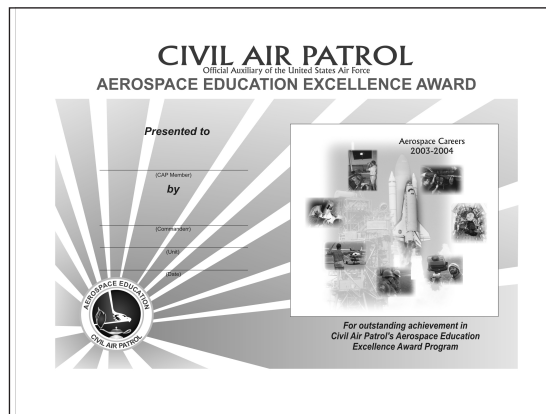 CIVIL AIR PATROL
Official Auxiliary of the United States Air Force
AEROSPACE EDUCATION EXCELLENCE AWARD
Presented to
(CAP Member)
by
(Commander)
(Unit)
(Date)
AEROSPACE EDUCATION
CIVIL AIR PATROL
Aerospace Careers
2003-2004
For outstanding achievement in
Civil Air Patrol's Aerospace Education
Excellence Award Program